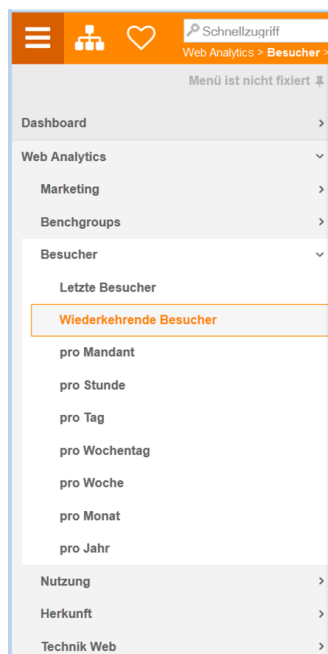 Schnellzugriff
Web Analytics > Besucher >
Menü ist nicht fixiert
Dashboard
Web Analytics
Marketing
Benchgroups
Besucher
Letzte Besucher
Wiederkehrende Besucher
pro Mandant
pro Stunde
pro Tag
pro Wochentag
pro Woche
pro Monat
pro Jahr
Nutzung
Herkunft
Technik Web